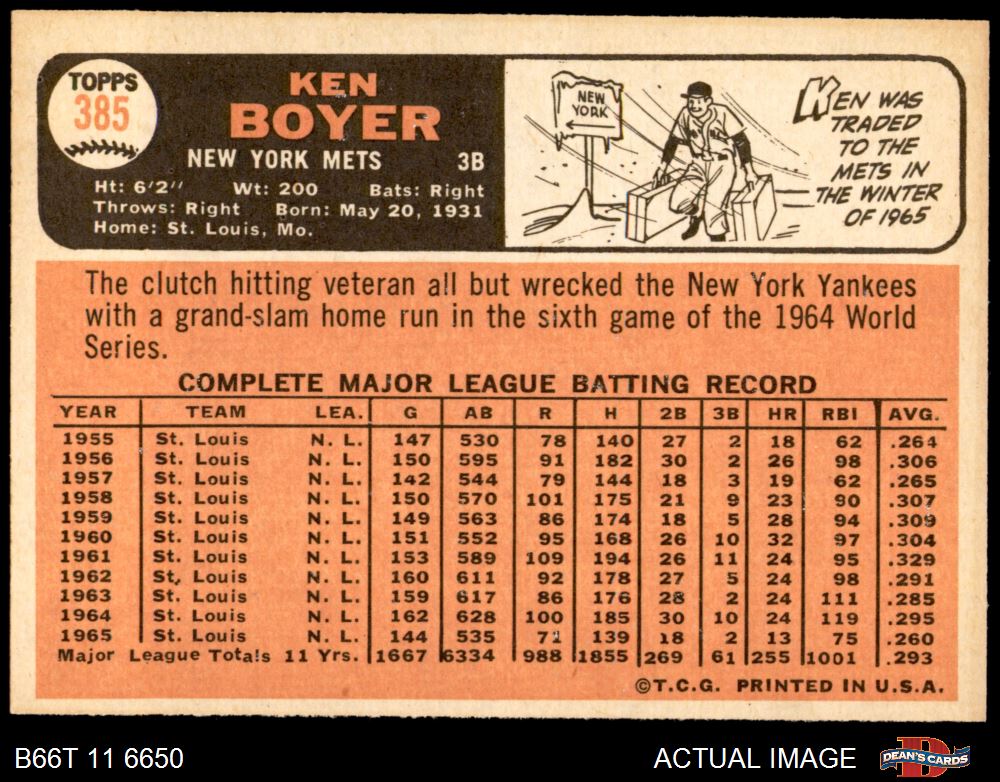 TOPPS
385
KEN
BOYER
NEW YORK METS 3B
Ht: 6'2" Wt: 200 Bats: Right
Throws: Right Born: May 20, 1931
Home: St. Louis, Mo.
NEW
YORK
KEN WAS
TRADED
TO THE
METS IN
THE WINTER
OF 1965
The clutch hitting veteran all but wrecked the New York Yankees
with a grand-slam home run in the sixth game of the 1964 World
Series.
COMPLETE MAJOR LEAGUE BATTING RECORD
YEAR TEAM LEA. G AB R H 2B 3B HR RBI AVG.
1955 St. Louis N. L. 147 530 78 140 27 2 18 62 .264
1956 St. Louis N. L. 150 595 91 182 30 2 26 98 .306
1957 St. Louis N. L. 142 544 79 144 18 3 19 62 .265
1958 St. Louis N. L. 150 570 101 175 21 9 23 90 .307
1959 St. Louis N. L. 149 563 86 174 18 5 28 94 .309
1960 St. Louis N. L. 151 552 95 168 26 10 32 97 .304
1961 St. Louis N. L. 153 589 109 194 26 11 24 95 .329
1962 St. Louis N. L. 160 611 92 178 27 5 24 98 .291
1963 St. Louis N. L. 159 617 86 176 28 2 24 111 .285
1964 St. Louis N. L. 162 628 100 185 30 10 24 119 .295
1965 St. Louis N. L. 144 535 71 139 18 2 13 75 .260
Major League Totals 11 Yrs. 1667 6334 988 1855 269 61 255 1001 .293
©T.C.G. PRINTED IN U.S.A.
B66T 11 6650 ACTUAL IMAGE DEAN'S CARDS